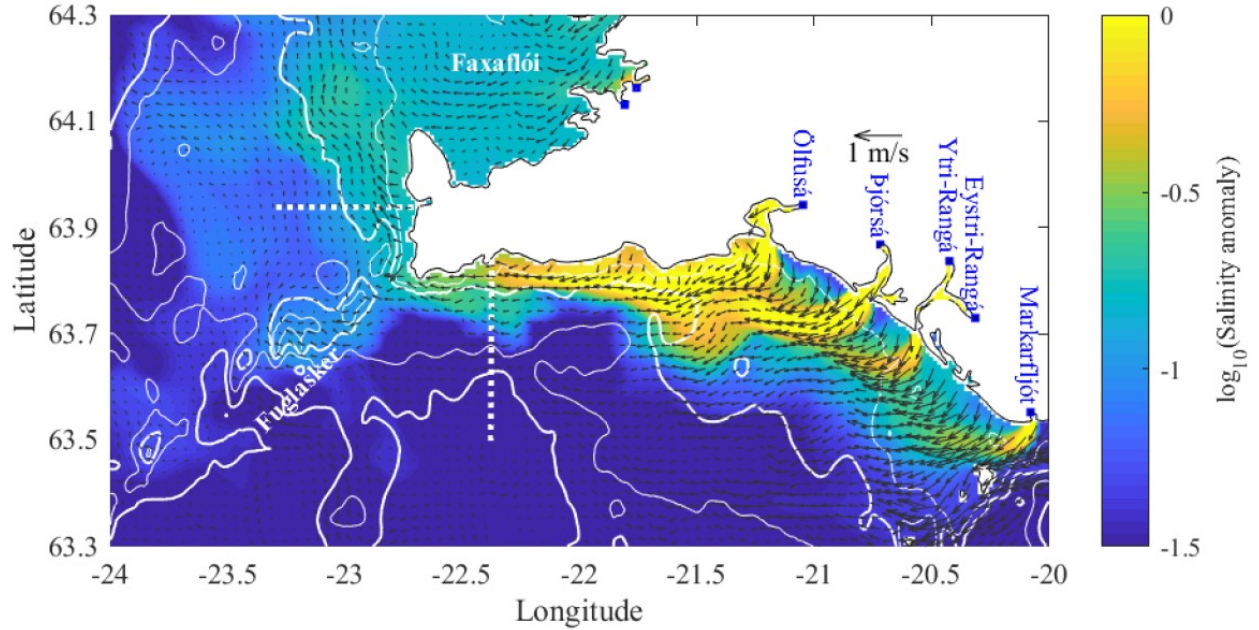 64.3
64.1
63.9
63.7
63.5
63.3
Latitude
-24
-23.5
-23
-22.5
-22
-21.5
-21
-20.5
-20
Longitude
Faxaflói
Fuglasker
1 m/s
Ölfusá
Þjórsá
Ytri-Rangá
Eystri-Rangá
Markarfljót
0
-0.5
-1
-1.5
log10(Salinity anomaly)